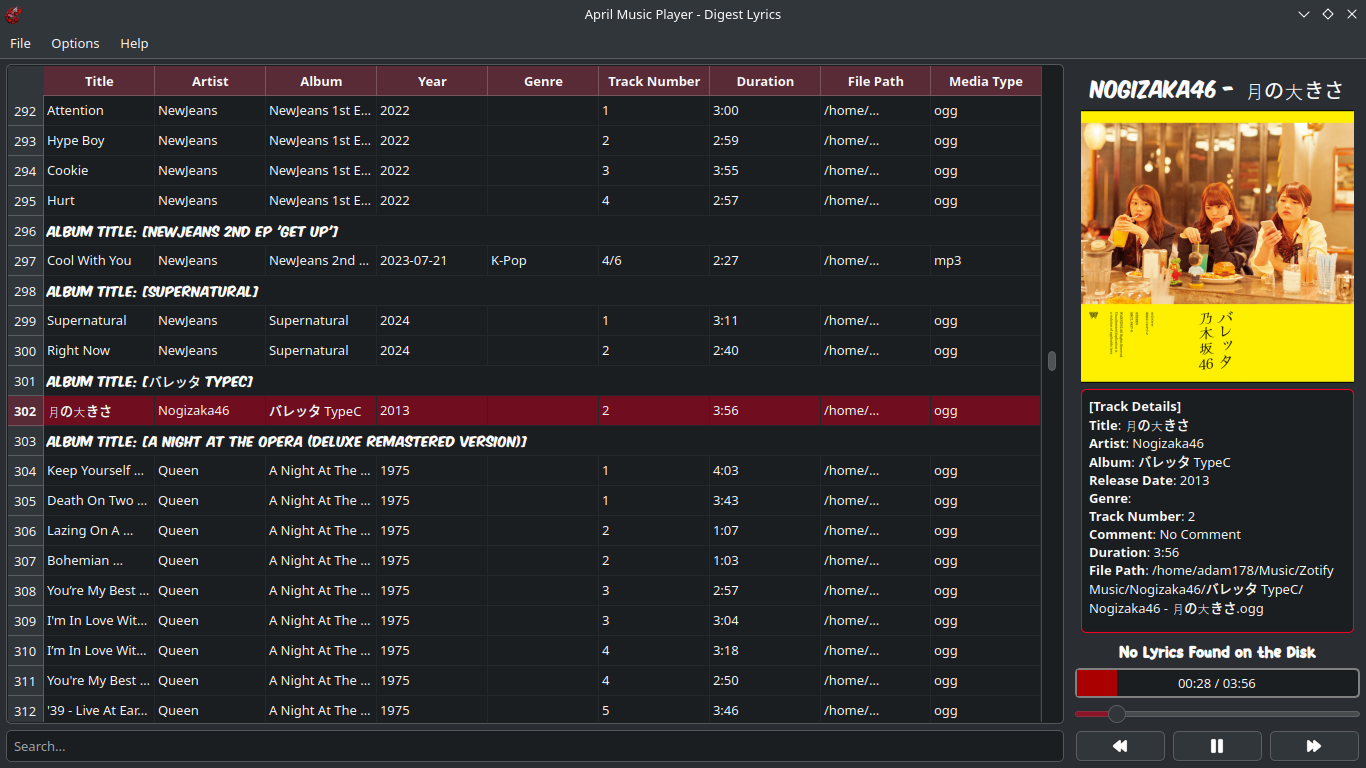 April Music Player - Digest Lyrics
File Options Help
Title Artist Album Year Genre Track Number Duration File Path Media Type
292 Attention NewJeans NewJeans 1st E... 2022 1 3:00 /home/... ogg
293 Hype Boy NewJeans NewJeans 1st E... 2022 2 2:59 /home/... ogg
294 Cookie NewJeans NewJeans 1st E... 2022 3 3:55 /home/... ogg
295 Hurt NewJeans NewJeans 1st E... 2022 4 2:57 /home/... ogg
296 ALBUM TITLE: [NEWJEANS 2ND EP 'GET UP']
297 Cool With You NewJeans NewJeans 2nd ... 2023-07-21 K-Pop 4/6 2:27 /home/... mp3
298 ALBUM TITLE: [SUPERNATURAL]
299 Supernatural NewJeans Supernatural 2024 1 3:11 /home/... ogg
300 Right Now NewJeans Supernatural 2024 2 2:40 /home/... ogg
301 ALBUM TITLE: [バレッタ TYPEC]
302 月の大きさ Nogizaka46 バレッタ TypeC 2013 2 3:56 /home/... ogg
303 ALBUM TITLE: [A NIGHT AT THE OPERA (DELUXE REMASTERED VERSION)]
304 Keep Yourself ... Queen A Night At The ... 1975 1 4:03 /home/... ogg
305 Death On Two ... Queen A Night At The ... 1975 1 3:43 /home/... ogg
306 Lazing On A ... Queen A Night At The ... 1975 2 1:07 /home/... ogg
307 Bohemian ... Queen A Night At The ... 1975 2 1:03 /home/... ogg
308 You’re My Best ... Queen A Night At The ... 1975 3 2:57 /home/... ogg
309 I'm In Love Wit... Queen A Night At The ... 1975 3 3:04 /home/... ogg
310 I’m In Love Wit... Queen A Night At The ... 1975 4 3:18 /home/... ogg
311 You're My Best ... Queen A Night At The ... 1975 4 2:50 /home/... ogg
312 '39 - Live At Ear... Queen A Night At The ... 1975 5 3:46 /home/... ogg
Search...
NOGIZAKA46 - 月の大きさ
バレッタ
乃木坂46
[Track Details]
Title: 月の大きさ
Artist: Nogizaka46
Album: バレッタ TypeC
Release Date: 2013
Genre:
Track Number: 2
Comment: No Comment
Duration: 3:56
File Path: /home/adam178/Music/Zotify
Music/Nogizaka46/バレッタ TypeC/
Nogizaka46 - 月の大きさ.ogg
No Lyrics Found on the Disk
00:28 / 03:56